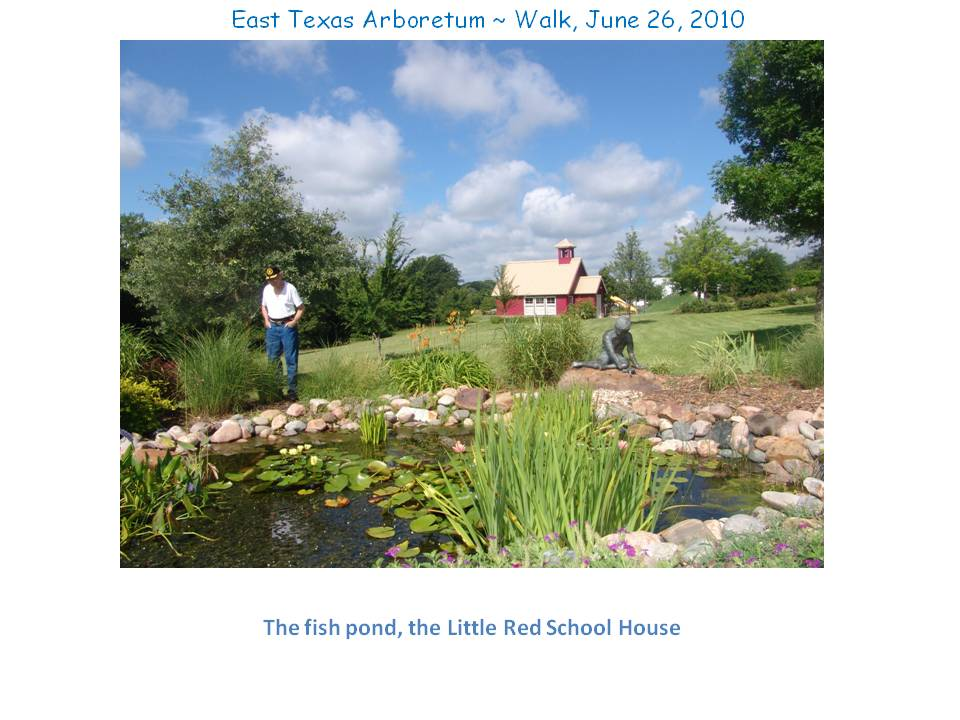 East Texas Arboretum ~ Walk, June 26, 2010
The fish pond, the Little Red School House